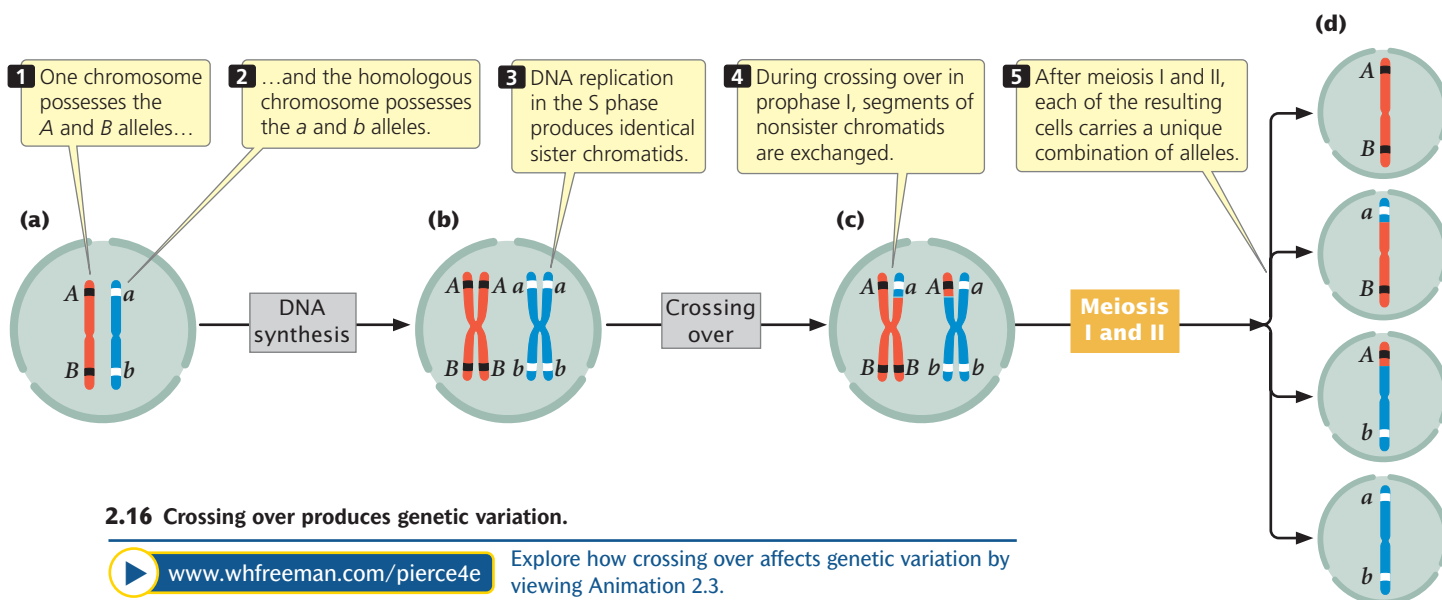 1 One chromosome
possesses the
A and B alleles…
2 …and the homologous
chromosome possesses
the a and b alleles.
3 DNA replication
in the S phase
produces identical
sister chromatids.
4 During crossing over in
prophase I, segments of
nonsister chromatids
are exchanged.
5 After meiosis I and II,
each of the resulting
cells carries a unique
combination of alleles.
(a)
A a
B b
DNA
synthesis
(b)
A A a a
B B b b
Crossing
over
(c)
A a A a
B B b b
Meiosis
I and II
(d)
A
B
a
B
A
b
a
b
2.16 Crossing over produces genetic variation.
www.whfreeman.com/pierce4e
Explore how crossing over affects genetic variation by
viewing Animation 2.3.